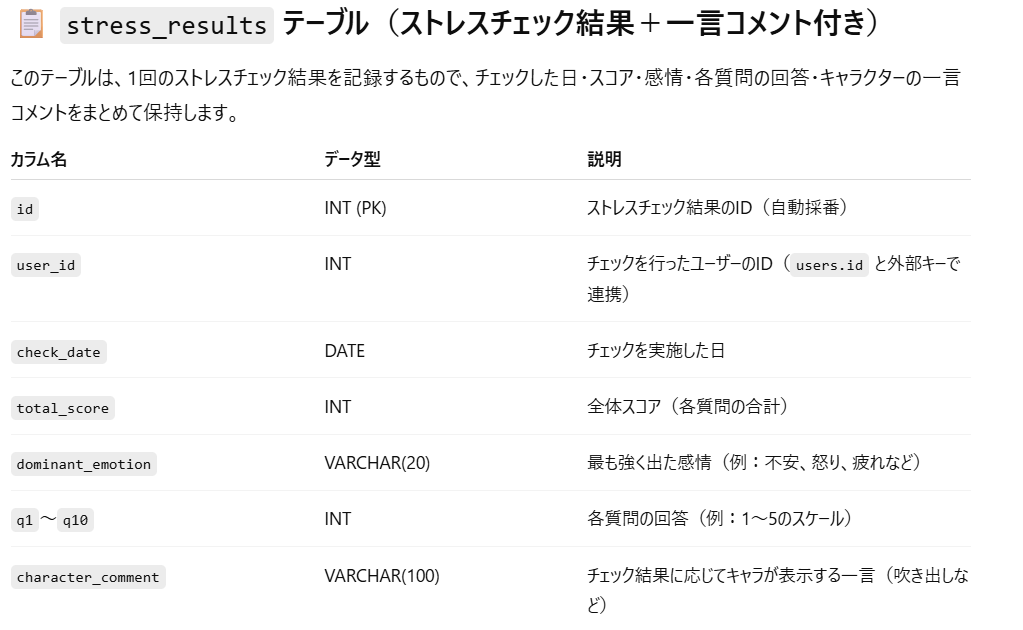 stress_results テーブル（ストレスチェック結果＋一言コメント付き）
このテーブルは、1回のストレスチェック結果を記録するもので、チェックした日・スコア・感情・各質問の回答・キャラクターの一言
コメントをまとめて保持します。
カラム名 データ型 説明
id INT (PK) ストレスチェック結果のID（自動採番）
user_id INT チェックを行ったユーザーのID（users.id と外部キーで
連携）
check_date DATE チェックを実施した日
total_score INT 全体スコア（各質問の合計）
dominant_emotion VARCHAR(20) 最も強く出た感情（例：不安、怒り、疲れなど）
q1～q10 INT 各質問の回答（例：1～5のスケール）
character_comment VARCHAR(100) チェック結果に応じてキャラが表示する一言（吹き出しな
ど）